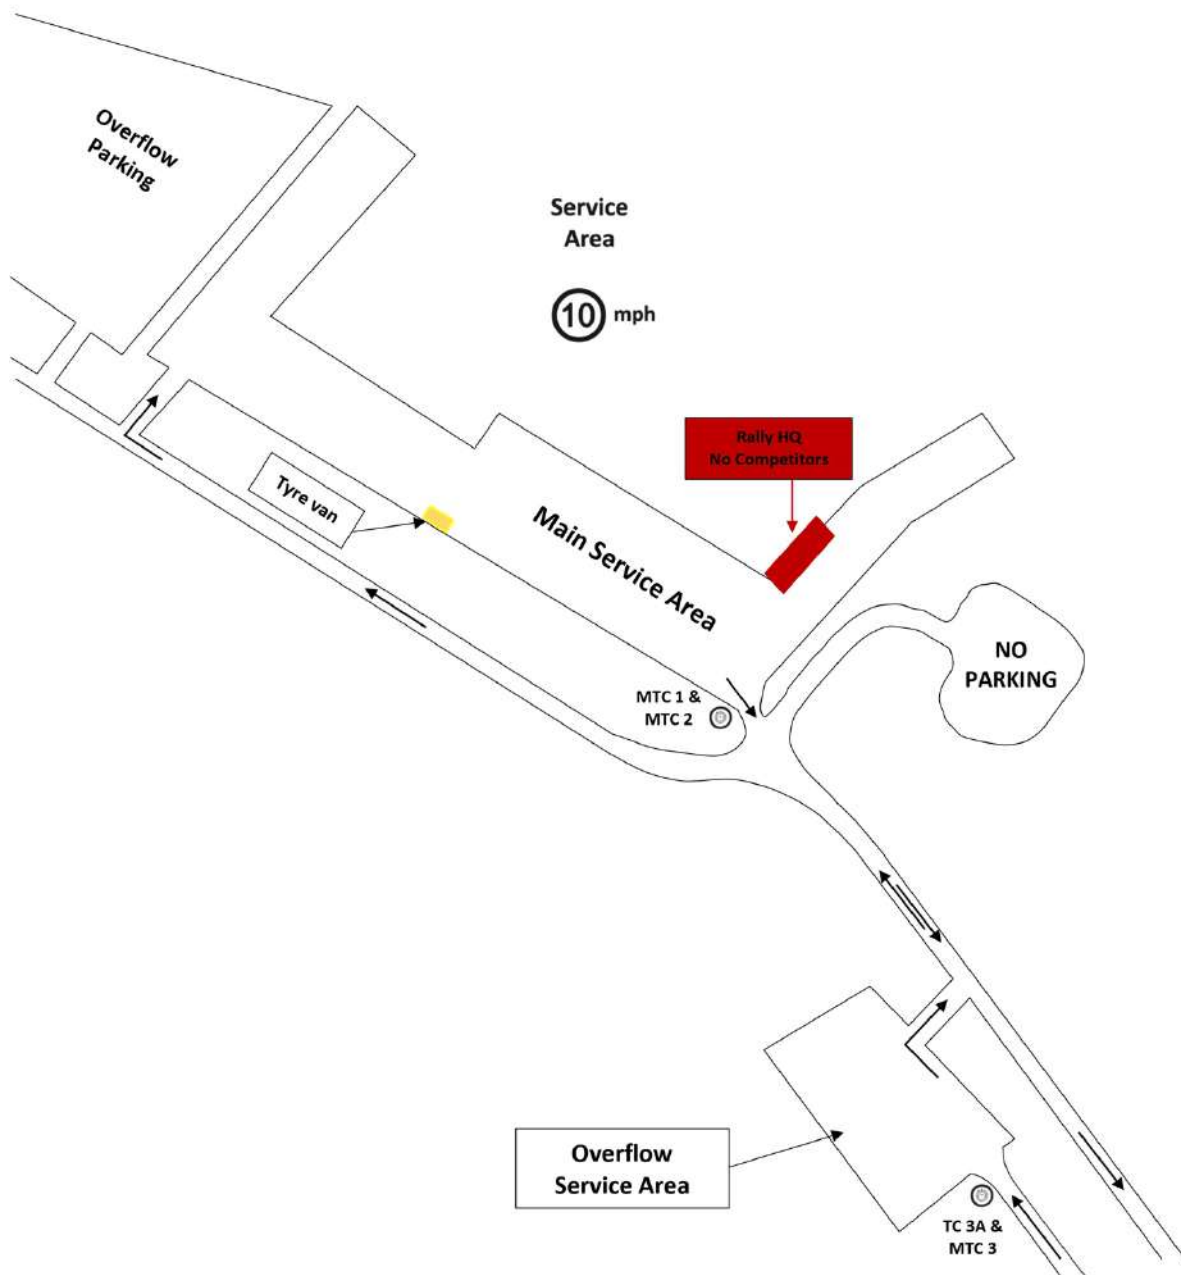 Overflow
Parking
Service
Area
10 mph
Rally HQ
No Competitors
Tyre van
Main Service Area
NO
PARKING
MTC 1 &
MTC 2
Overflow
Service Area
TC 3A &
MTC 3